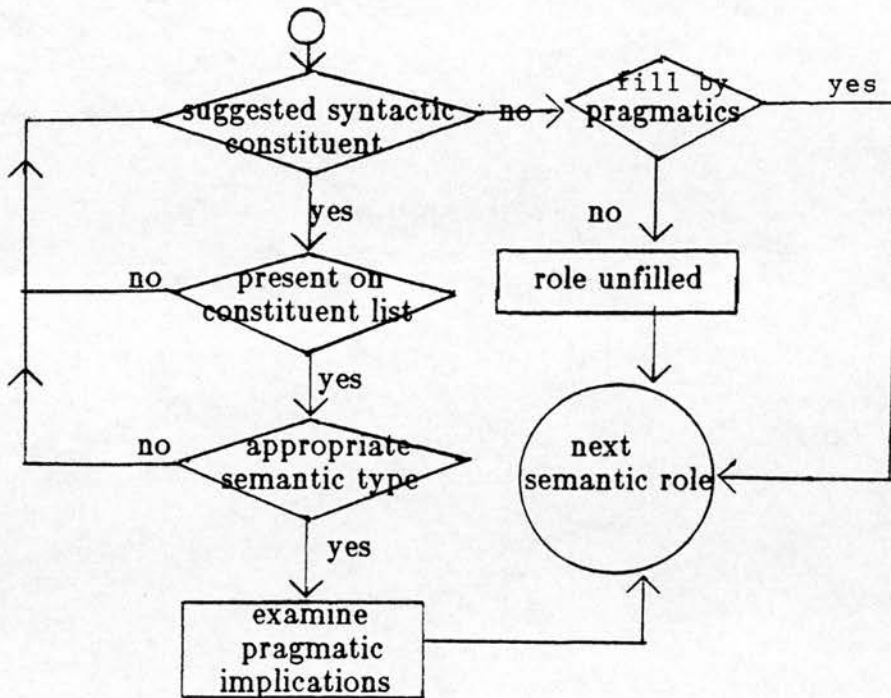 suggested syntactic
constituent
no
fill by
pragmatics
yes
yes
no
no
present on
constituent list
role unfilled
yes
no
appropriate
semantic type
next
semantic role
yes
examine
pragmatic
implications